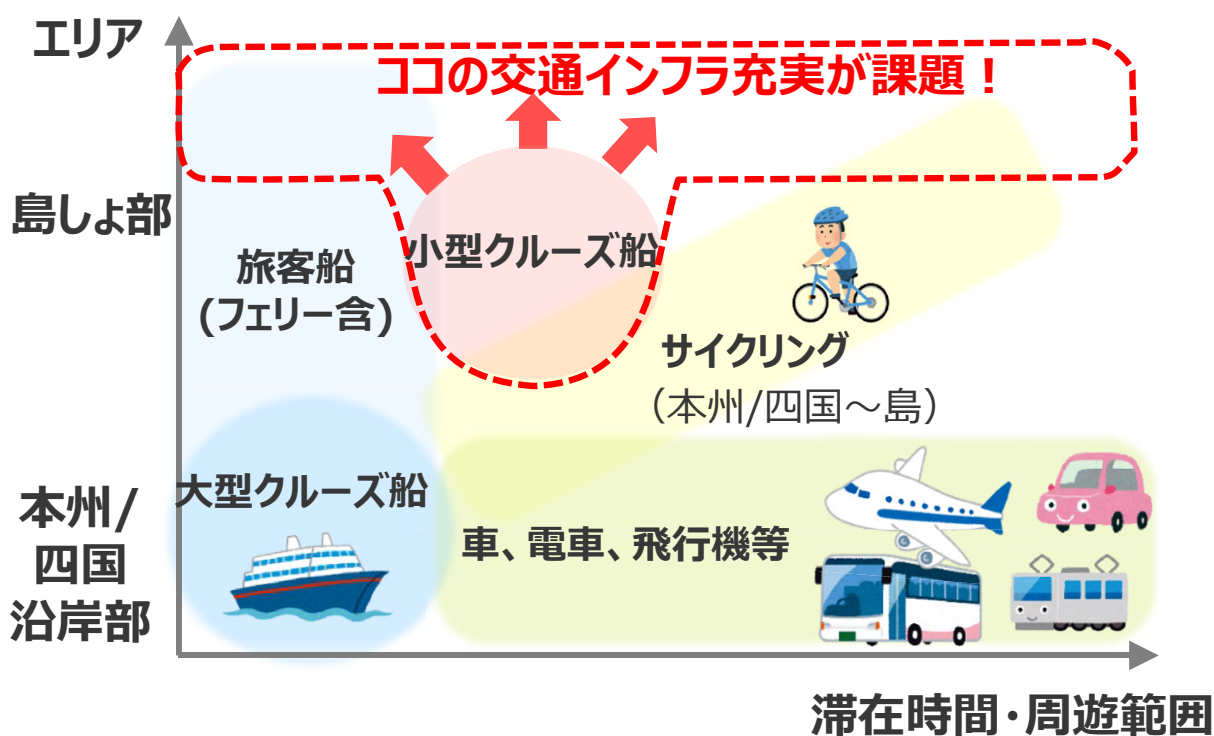 エリア
ココの交通インフラ充実が課題！
島しょ部
小型クルーズ船
旅客船
(フェリー含)
サイクリング
（本州/四国～島）
大型クルーズ船
本州/
四国
沿岸部
車、電車、飛行機等
滞在時間・周遊範囲